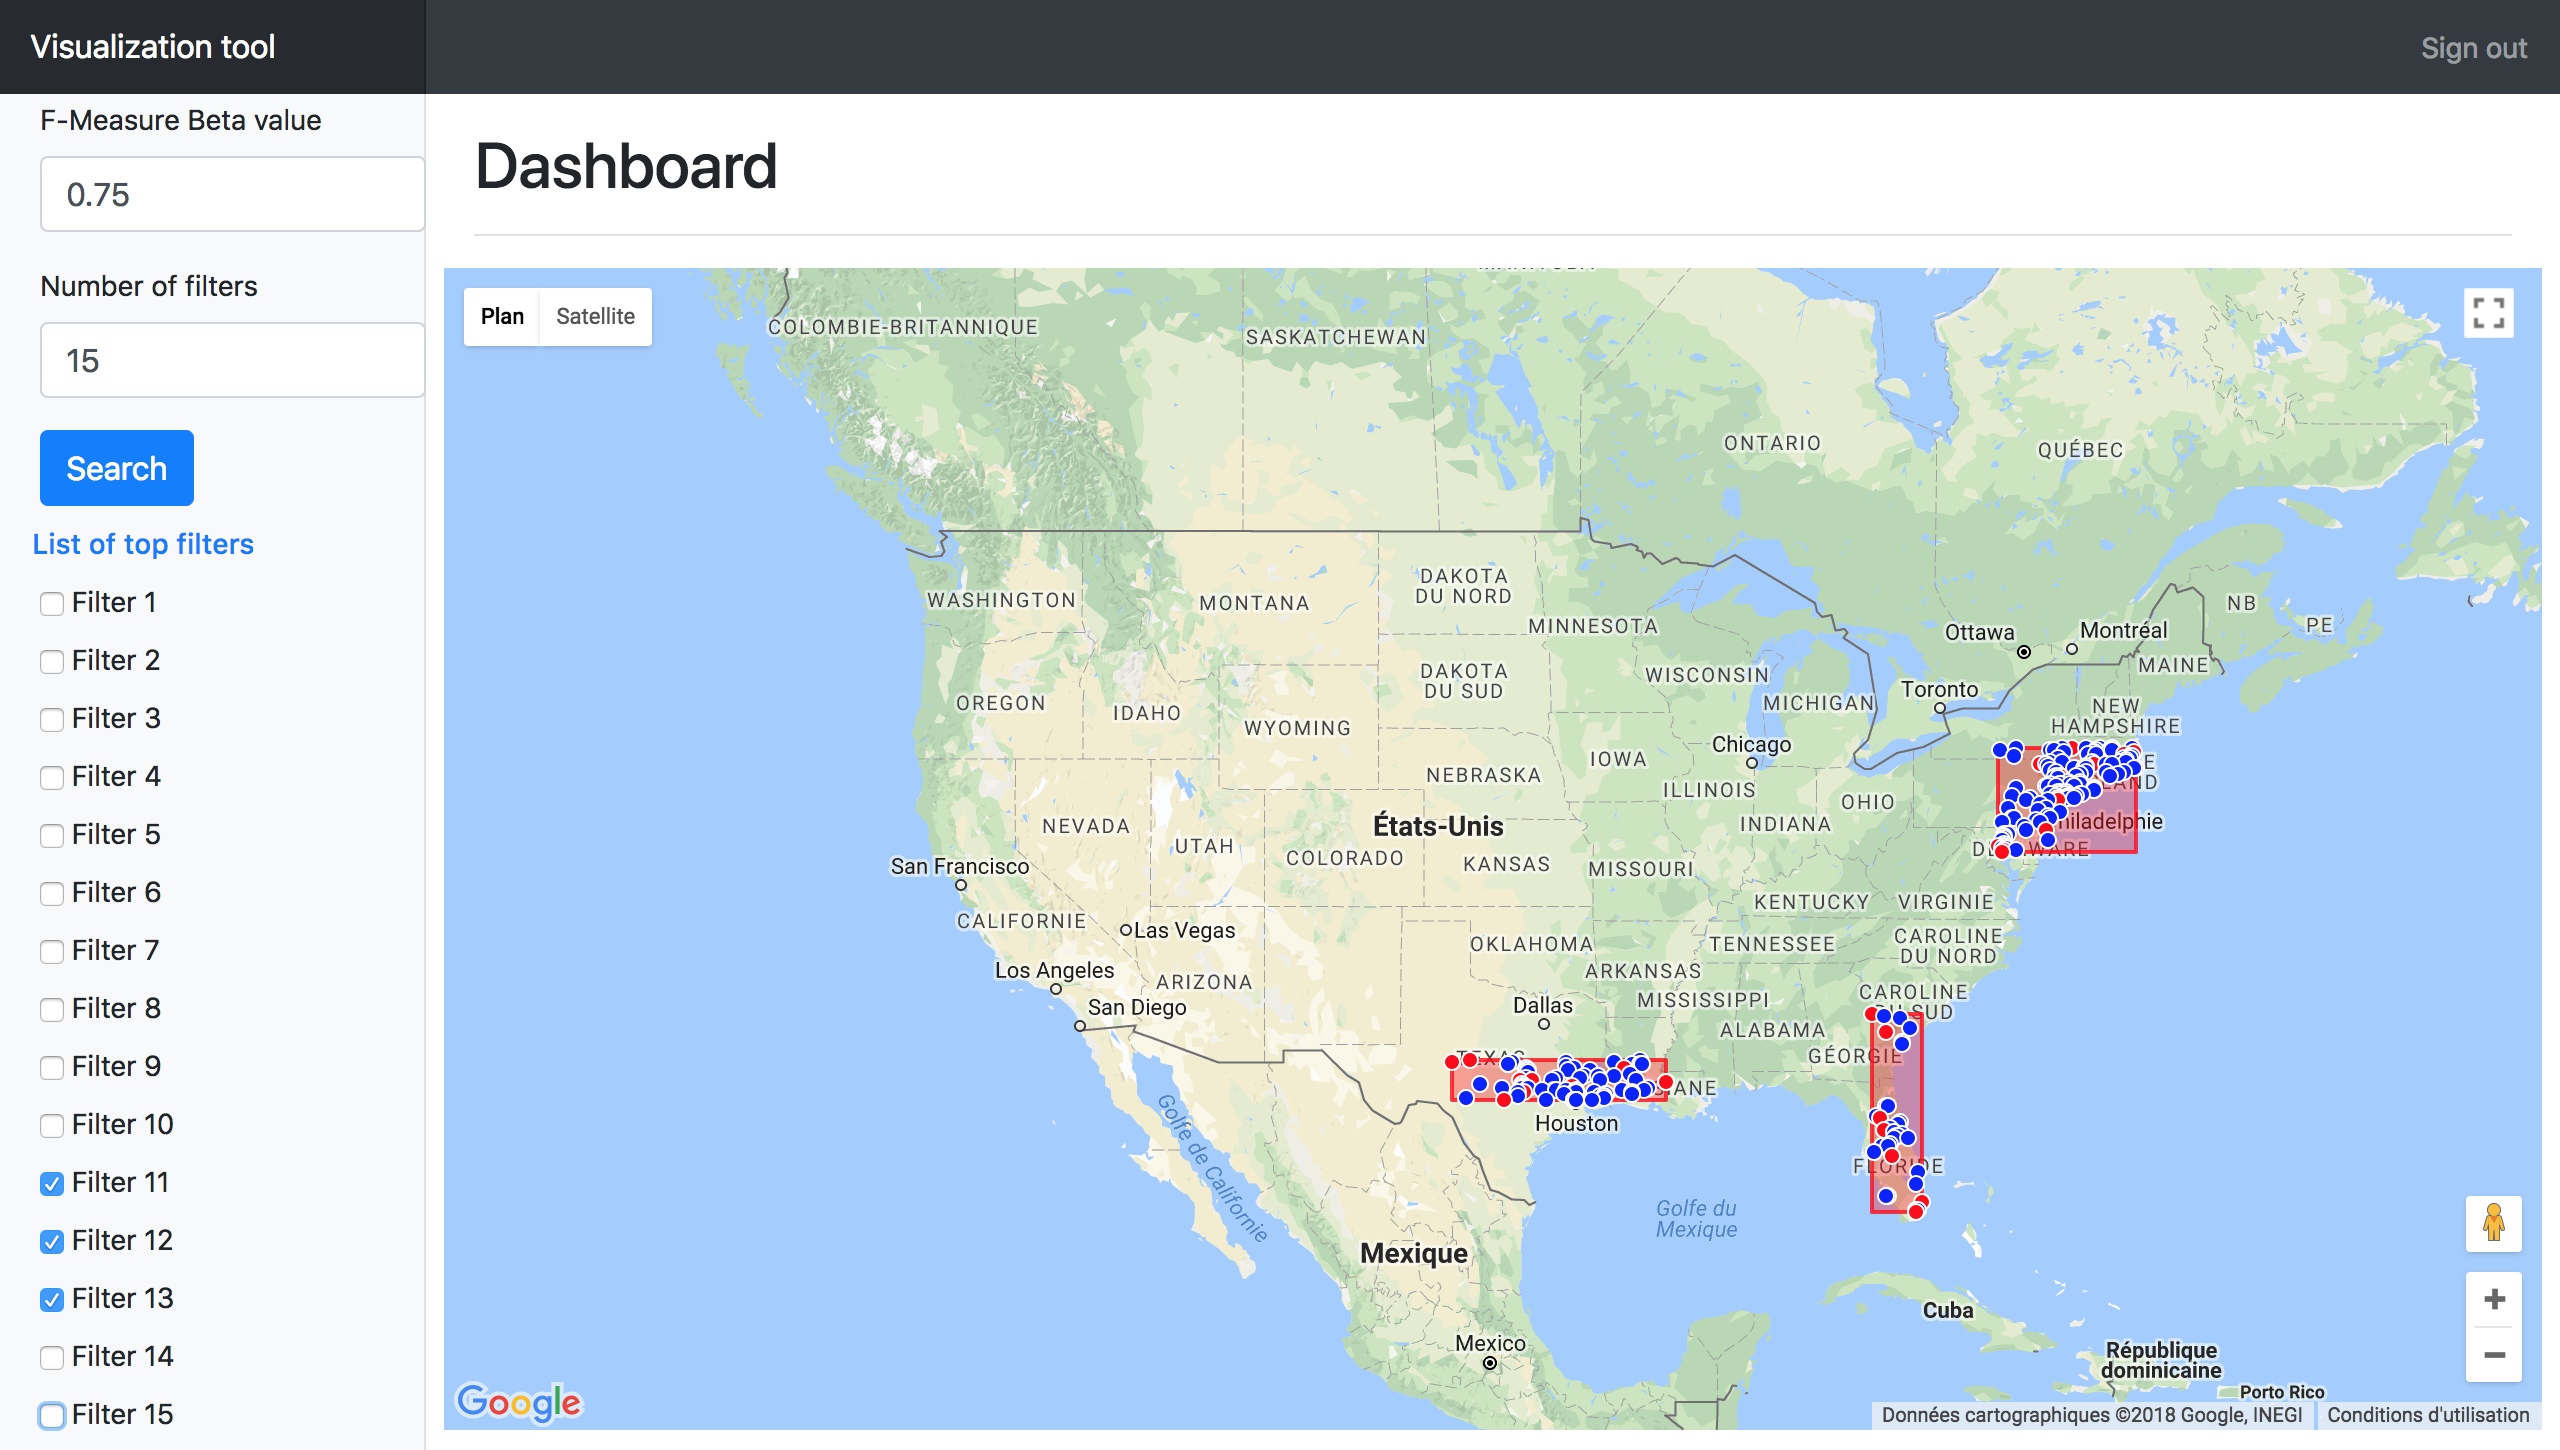 Visualization tool
Sign out
F-Measure Beta value
0.75
Number of filters
15
Search
List of top filters
Filter 1
Filter 2
Filter 3
Filter 4
Filter 5
Filter 6
Filter 7
Filter 8
Filter 9
Filter 10
Filter 11
Filter 12
Filter 13
Filter 14
Filter 15
Dashboard
Plan
Satellite
COLOMBIE-BRITANNIQUE
SASKATCHEWAN
ONTARIO
QUÉBEC
WASHINGTON
MONTANA
DAKOTA
DU NORD
MINNESOTA
NB
PE
Ottawa
Montréal
MAINE
OREGON
IDAHO
WYOMING
DAKOTA
DU SUD
WISCONSIN
MICHIGAN
Toronto
NEW
HAMPSHIRE
Chicago
IOWA
NEBRASKA
ILLINOIS
OHIO
INDIANA
États-Unis
NEVADA
UTAH
COLORADO
KANSAS
MISSOURI
San Francisco
CALIFORNIE
Las Vegas
KENTUCKY
VIRGINIE
OKLAHOMA
TENNESSEE
CAROLINE
DU NORD
Los Angeles
ARIZONA
ARKANSAS
San Diego
MISSISSIPPI
CAROLINE
DU SUD
Dallas
ALABAMA
GÉORGIE
TEXAS
Houston
FLORIDE
Golfe de Californie
Golfe du
Mexique
Mexique
Cuba
Mexico
République
dominicaine
Porto Rico
Google
Données cartographiques ©2018 Google, INEGI
Conditions d'utilisation